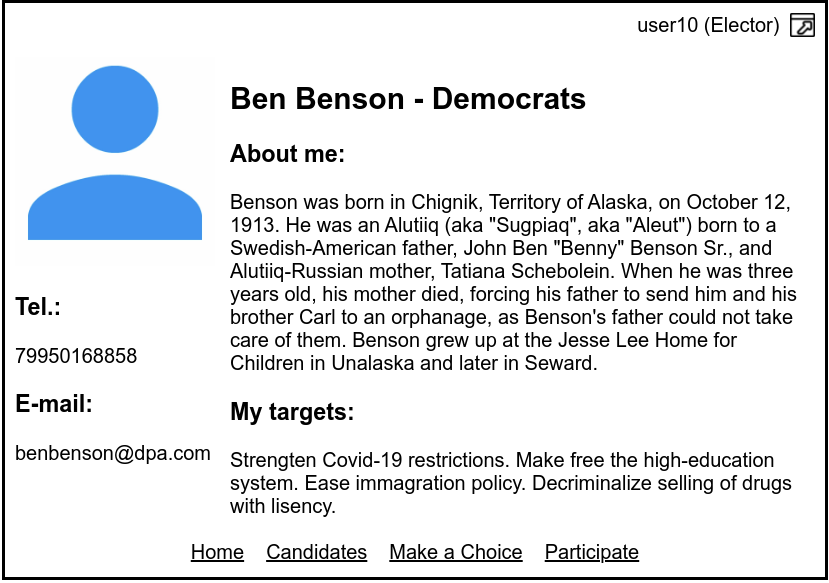 user10 (Elector)
Ben Benson - Democrats
About me:
Benson was born in Chignik, Territory of Alaska, on October 12,
1913. He was an Alutiiq (aka "Sugpiaq", aka "Aleut") born to a
Swedish-American father, John Ben "Benny" Benson Sr., and
Alutiiq-Russian mother, Tatiana Schebolein. When he was three
years old, his mother died, forcing his father to send him and his
brother Carl to an orphanage, as Benson's father could not take
care of them. Benson grew up at the Jesse Lee Home for
Children in Unalaska and later in Seward.
My targets:
Strengten Covid-19 restrictions. Make free the high-education
system. Ease immagration policy. Decriminalize selling of drugs
with lisency.
Tel.:
79950168858
E-mail:
benbenson@dpa.com
Home Candidates Make a Choice Participate